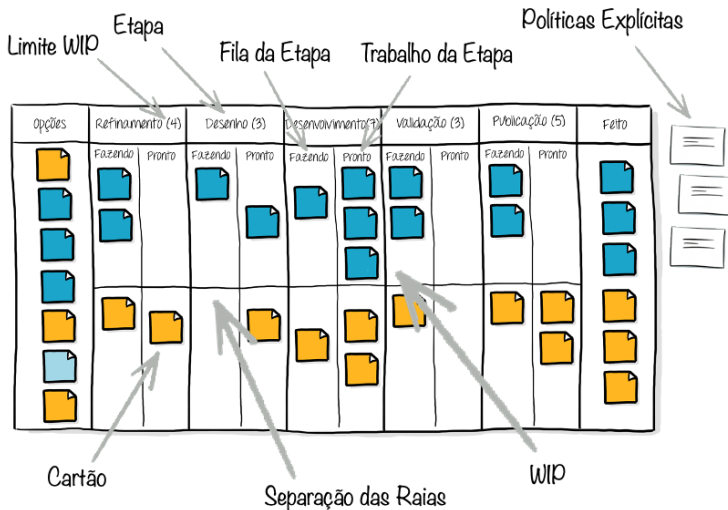 Políticas Explícitas
Etapa
Limite WIP
Fila da Etapa
Trabalho da Etapa
Opções
Refinamento (4)
Desenho (3)
Desenvolvimento(7)
Validação (3)
Publicação (5)
Feito
Fazendo Pronto
Fazendo Pronto
Fazendo Pronto
Fazendo
Fazendo Pronto
Cartão
Separação das Raias
WIP